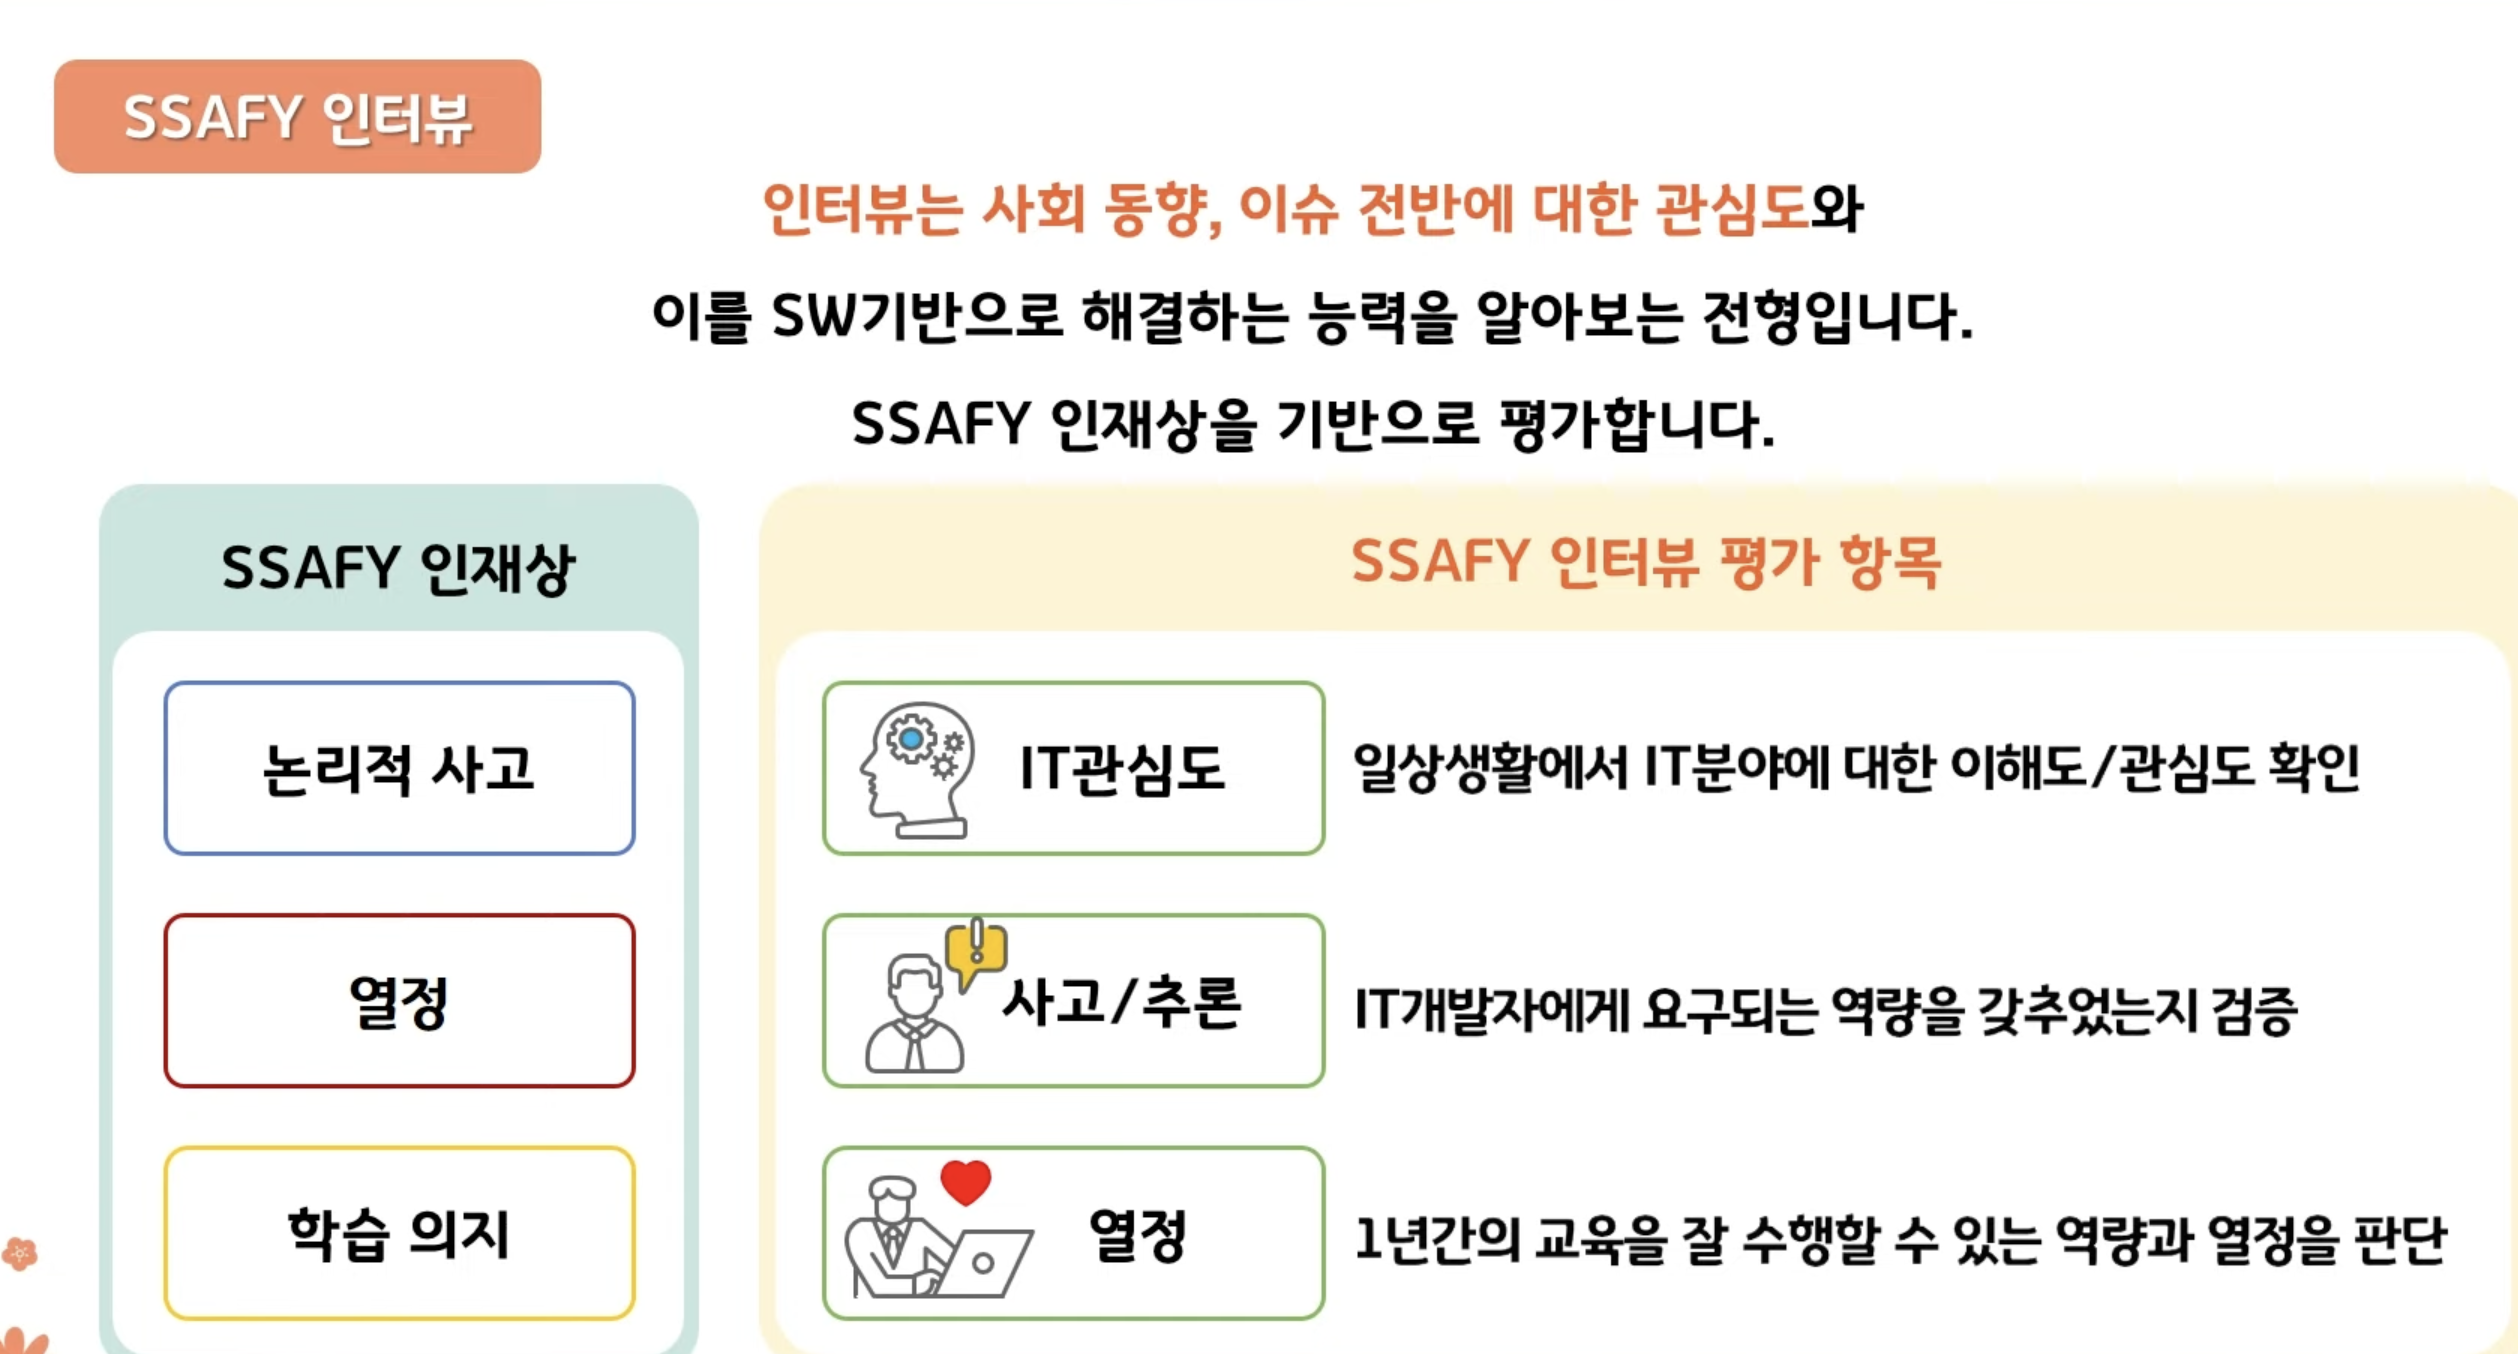 SSAFY 인터뷰
인터뷰는 사회 동향, 이슈 전반에 대한 관심도와
이를 SW기반으로 해결하는 능력을 알아보는 전형입니다.
SSAFY 인재상을 기반으로 평가합니다.
SSAFY 인재상
논리적 사고
열정
학습 의지
SSAFY 인터뷰 평가 항목
IT관심도
일상생활에서 IT분야에 대한 이해도/관심도 확인
사고/추론
IT개발자에게 요구되는 역량을 갖추었는지 검증
열정
1년간의 교육을 잘 수행할 수 있는 역량과 열정을 판단